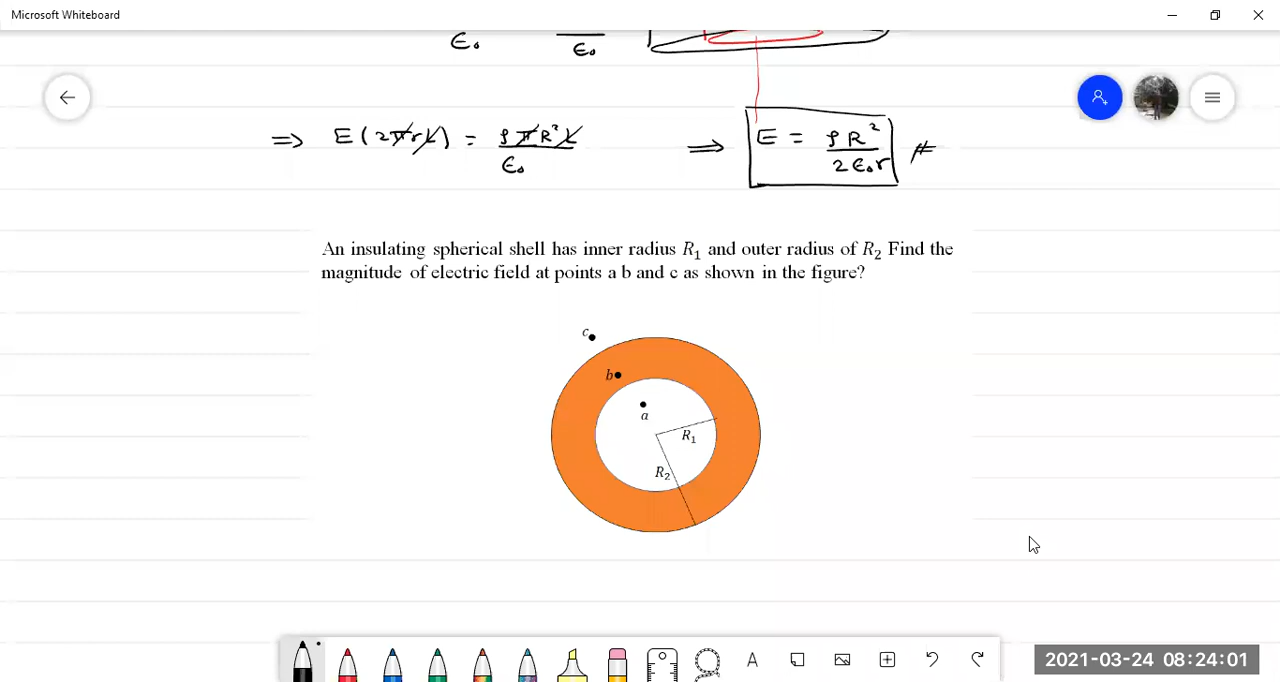 Microsoft Whiteboard
ε₀ ε₀
⇒ E(2πrL) = ρπR²L / ε₀ ⇒ E = ρR² / 2ε₀r #
An insulating spherical shell has inner radius R₁ and outer radius of R₂ Find the
magnitude of electric field at points a b and c as shown in the figure?
c
b
a
R₁
R₂
A
2021-03-24 08:24:01